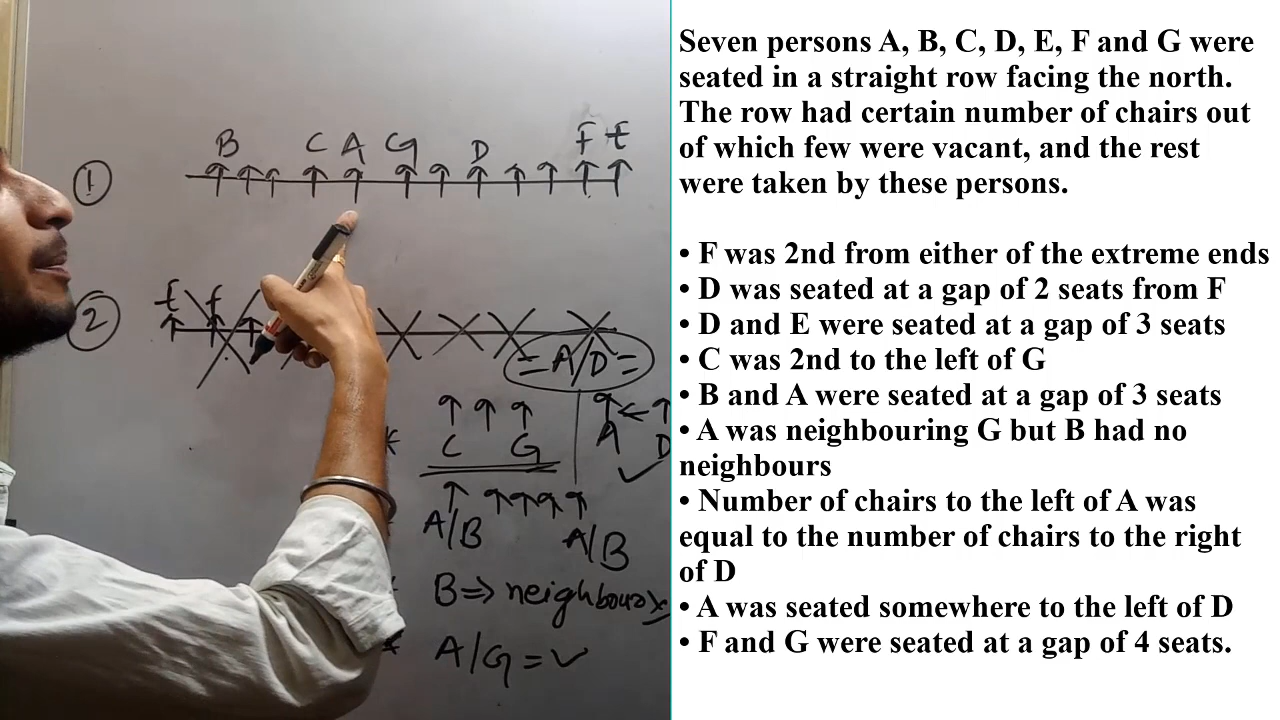 B C A G D F E
①
②
E F
= A/D =
C G
A D
A/B A/B
B => neighbour x
A/G = ✓
Seven persons A, B, C, D, E, F and G were
seated in a straight row facing the north.
The row had certain number of chairs out
of which few were vacant, and the rest
were taken by these persons.
• F was 2nd from either of the extreme ends
• D was seated at a gap of 2 seats from F
• D and E were seated at a gap of 3 seats
• C was 2nd to the left of G
• B and A were seated at a gap of 3 seats
• A was neighbouring G but B had no
neighbours
• Number of chairs to the left of A was
equal to the number of chairs to the right
of D
• A was seated somewhere to the left of D
• F and G were seated at a gap of 4 seats.